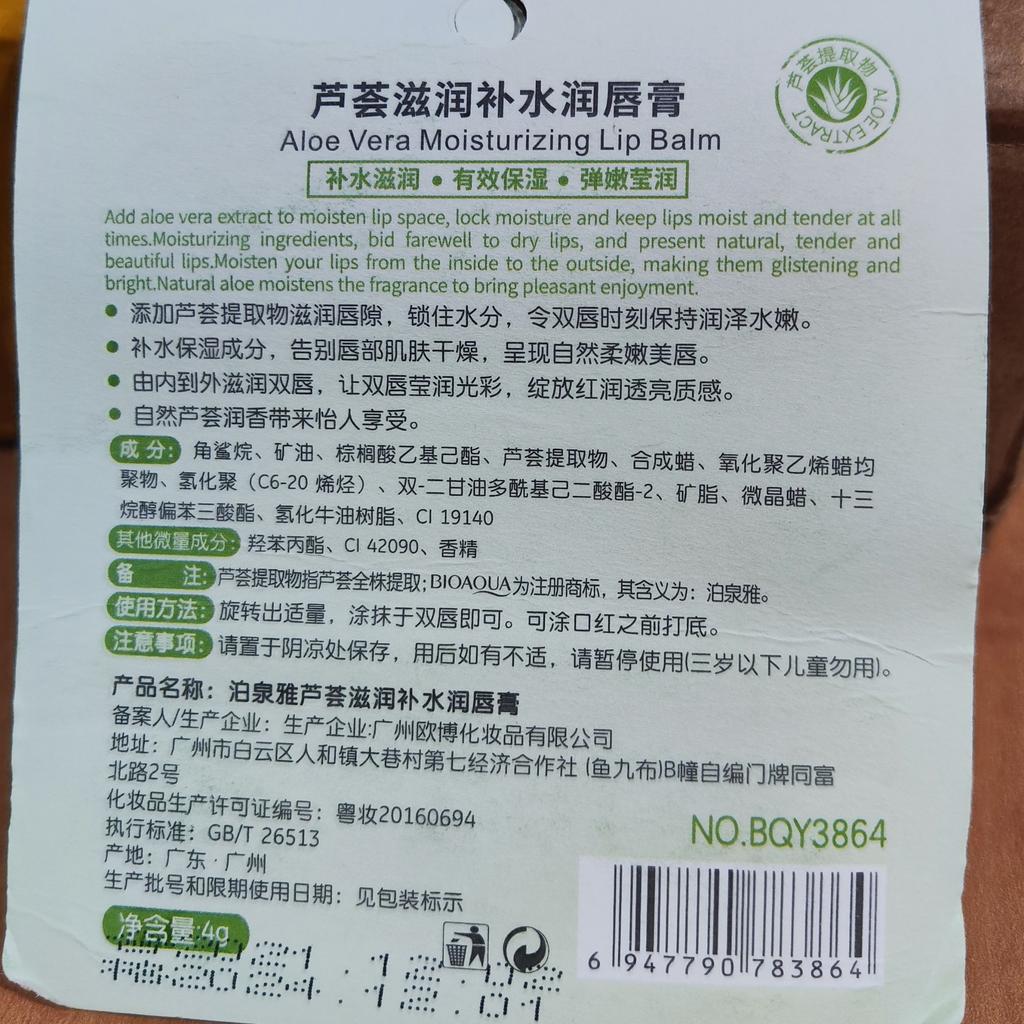 芦荟滋润补水润唇膏
Aloe Vera Moisturizing Lip Balm
芦荟提取物
ALOE EXTRACT
补水滋润 • 有效保湿 • 弹嫩莹润
Add aloe vera extract to moisten lip space, lock moisture and keep lips moist and tender at all
times.Moisturizing ingredients, bid farewell to dry lips, and present natural, tender and
beautiful lips.Moisten your lips from the inside to the outside, making them glistening and
bright.Natural aloe moistens the fragrance to bring pleasant enjoyment.
• 添加芦荟提取物滋润唇隙，锁住水分，令双唇时刻保持润泽水嫩。
• 补水保湿成分，告别唇部肌肤干燥，呈现自然柔嫩美唇。
• 由内到外滋润双唇，让双唇莹润光彩，绽放红润透亮质感。
• 自然芦荟润香带来怡人享受。
成 分: 角鲨烷、矿油、棕榈酸乙基己酯、芦荟提取物、合成蜡、氧化聚乙烯蜡均
聚物、氢化聚（C6-20 烯烃）、双-二甘油多酰基己二酸酯-2、矿脂、微晶蜡、十三
烷醇偏苯三酸酯、氢化牛油树脂、CI 19140
其他微量成分: 羟苯丙酯、CI 42090、香精
备 注: 芦荟提取物指芦荟全株提取;BIOAQUA为注册商标，其含义为：泊泉雅。
使用方法: 旋转出适量，涂抹于双唇即可。可涂口红之前打底。
注意事项: 请置于阴凉处保存，用后如有不适，请暂停使用(三岁以下儿童勿用)。
产品名称：泊泉雅芦荟滋润补水润唇膏
备案人/生产企业：生产企业:广州欧博化妆品有限公司
地址：广州市白云区人和镇大巷村第七经济合作社 (鱼九布)B幢自编门牌同富
北路2号
化妆品生产许可证编号：粤妆20160694
执行标准：GB/T 26513
产地：广东·广州
生产批号和限期使用日期：见包装标示
净含量:4g
NO.BQY3864
6 947790 783864